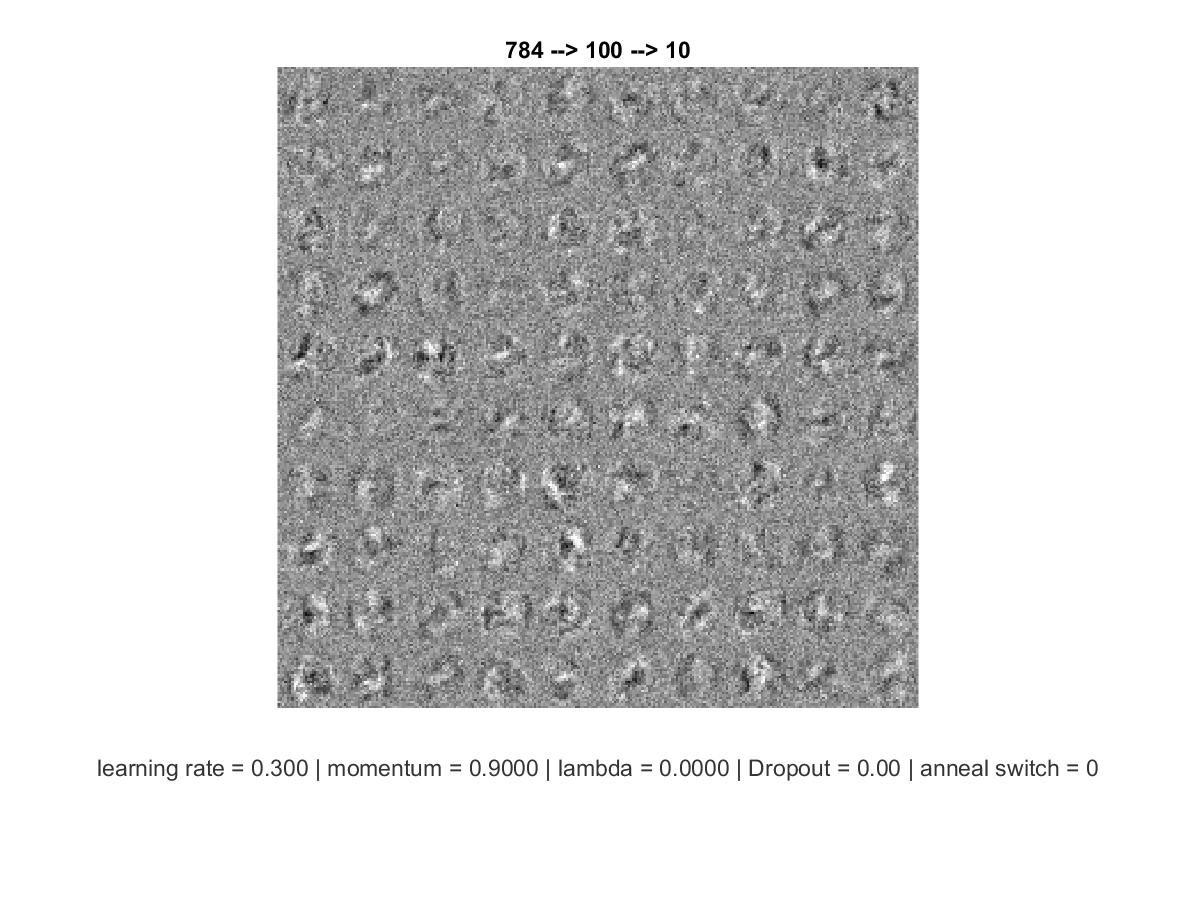 784 --> 100 --> 10
learning rate = 0.300 | momentum = 0.9000 | lambda = 0.0000 | Dropout = 0.00 | anneal switch = 0